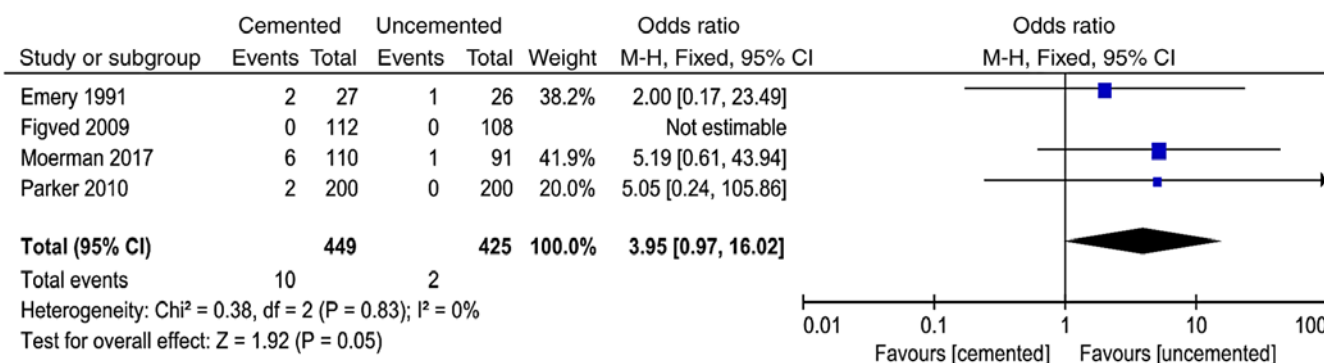 Cemented Uncemented Odds ratio Odds ratio
Study or subgroup Events Total Events Total Weight M-H, Fixed, 95% CI M-H, Fixed, 95% CI
Emery 1991 2 27 1 26 38.2% 2.00 [0.17, 23.49]
Figved 2009 0 112 0 108 Not estimable
Moerman 2017 6 110 1 91 41.9% 5.19 [0.61, 43.94]
Parker 2010 2 200 0 200 20.0% 5.05 [0.24, 105.86]
Total (95% CI) 449 425 100.0% 3.95 [0.97, 16.02]
Total events 10 2
Heterogeneity: Chi² = 0.38, df = 2 (P = 0.83); I² = 0%
Test for overall effect: Z = 1.92 (P = 0.05)
0.01 0.1 1 10 100
Favours [cemented] Favours [uncemented]